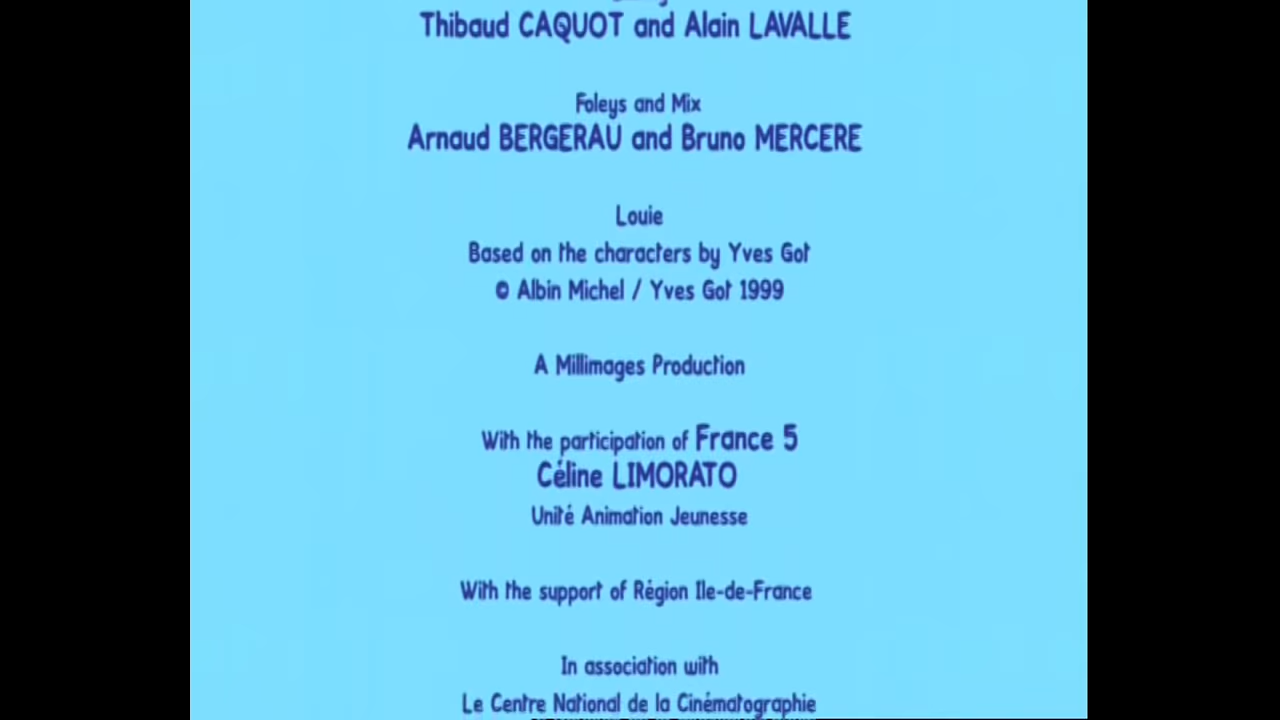 Thibaud CAQUOT and Alain LAVALLE
Foleys and Mix
Arnaud BERGERAU and Bruno MERCERE
Louie
Based on the characters by Yves Got
© Albin Michel / Yves Got 1999
A Millimages Production
With the participation of France 5
Céline LIMORATO
Unité Animation Jeunesse
With the support of Région Ile-de-France
In association with
Le Centre National de la Cinématographie